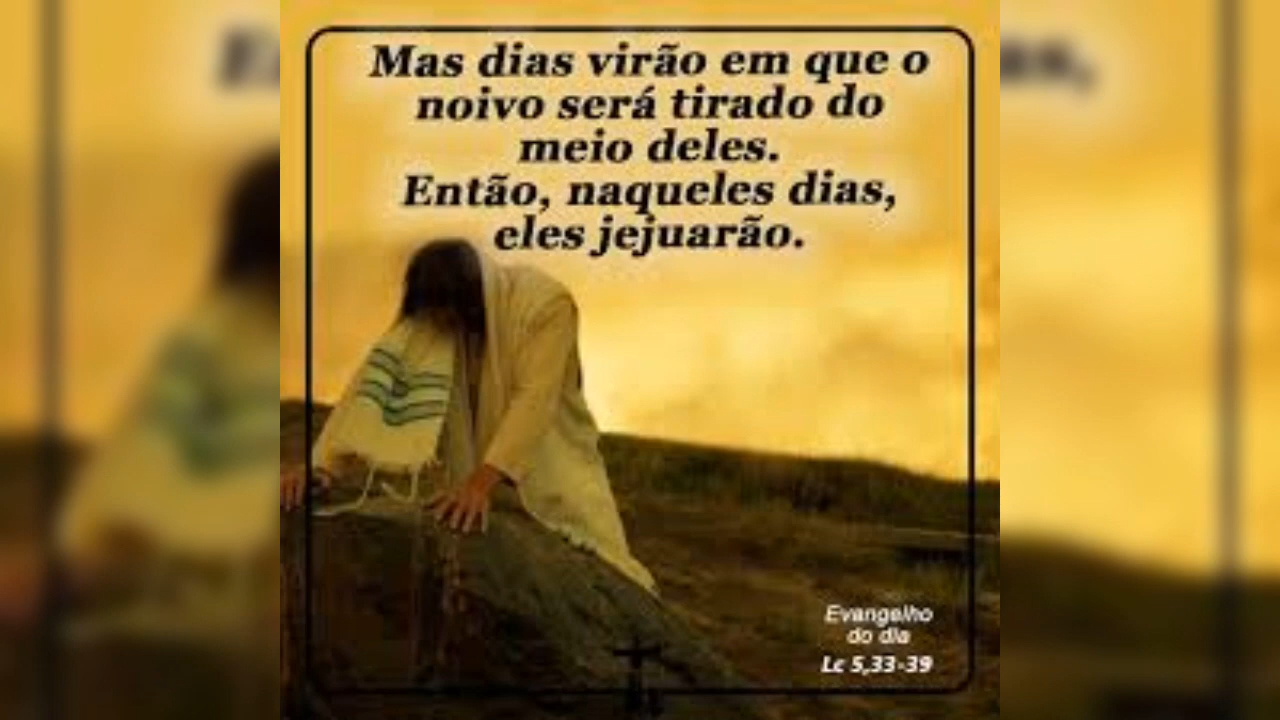 Mas dias virão em que o
noivo será tirado do
meio deles.
Então, naqueles dias,
eles jejuarão.
Evangelho
do dia
Lc 5,33-39